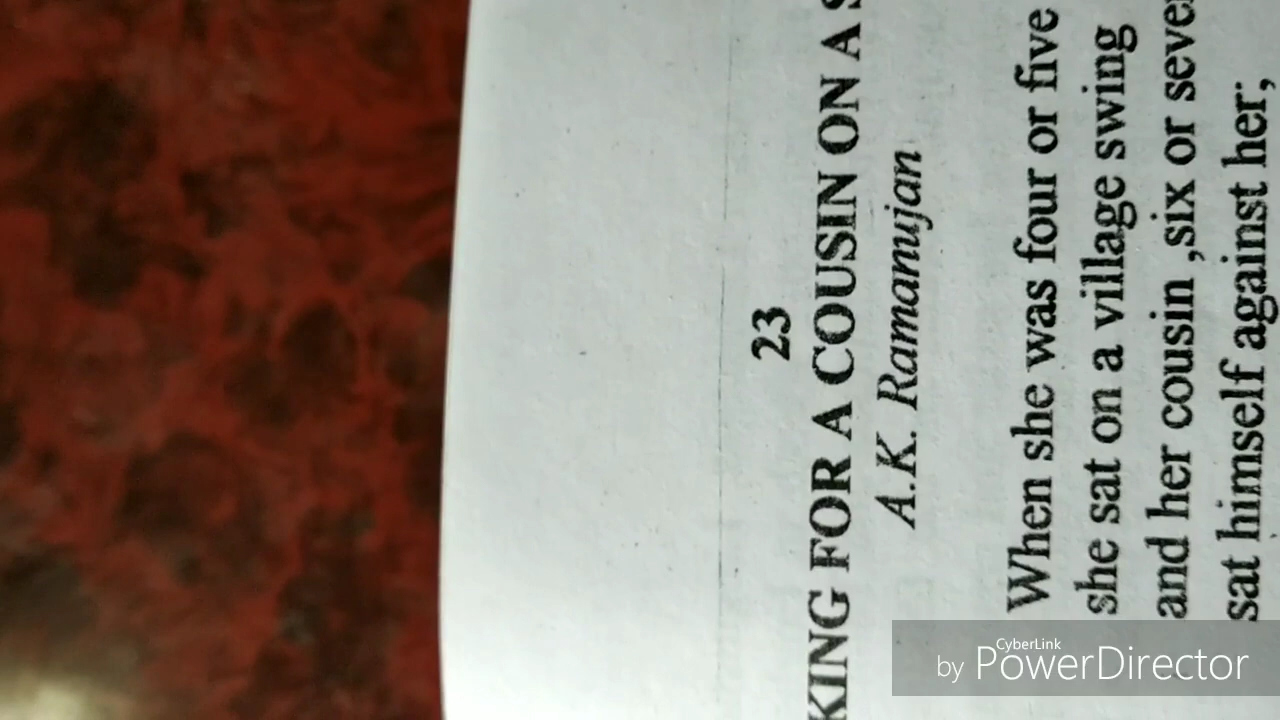 23
KING FOR A COUSIN ON A S
A.K. Ramanujan
When she was four or five
she sat on a village swing
and her cousin ,six or seve
sat himself against her;
CyberLink
by PowerDirector